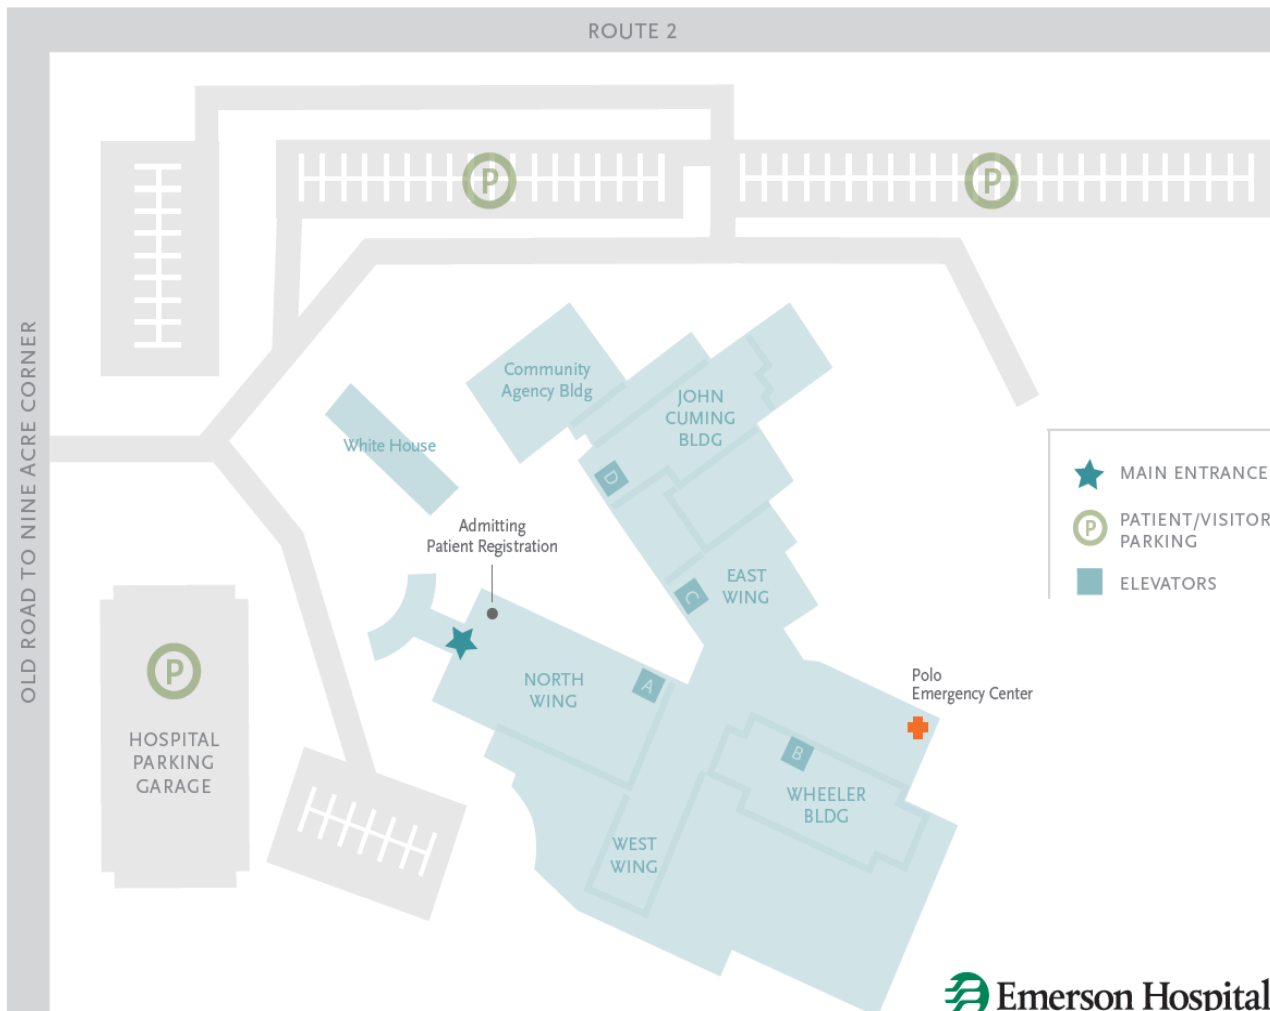 ROUTE 2
P
P
OLD ROAD TO NINE ACRE CORNER
Community
Agency Bldg
JOHN
CUMING
BLDG
White House
D
MAIN ENTRANCE
PATIENT/VISITOR
PARKING
P
ELEVATORS
Admitting
Patient Registration
EAST
WING
C
P
HOSPITAL
PARKING
GARAGE
NORTH
WING
A
Polo
Emergency Center
B
WHEELER
BLDG
WEST
WING
Emerson Hospital